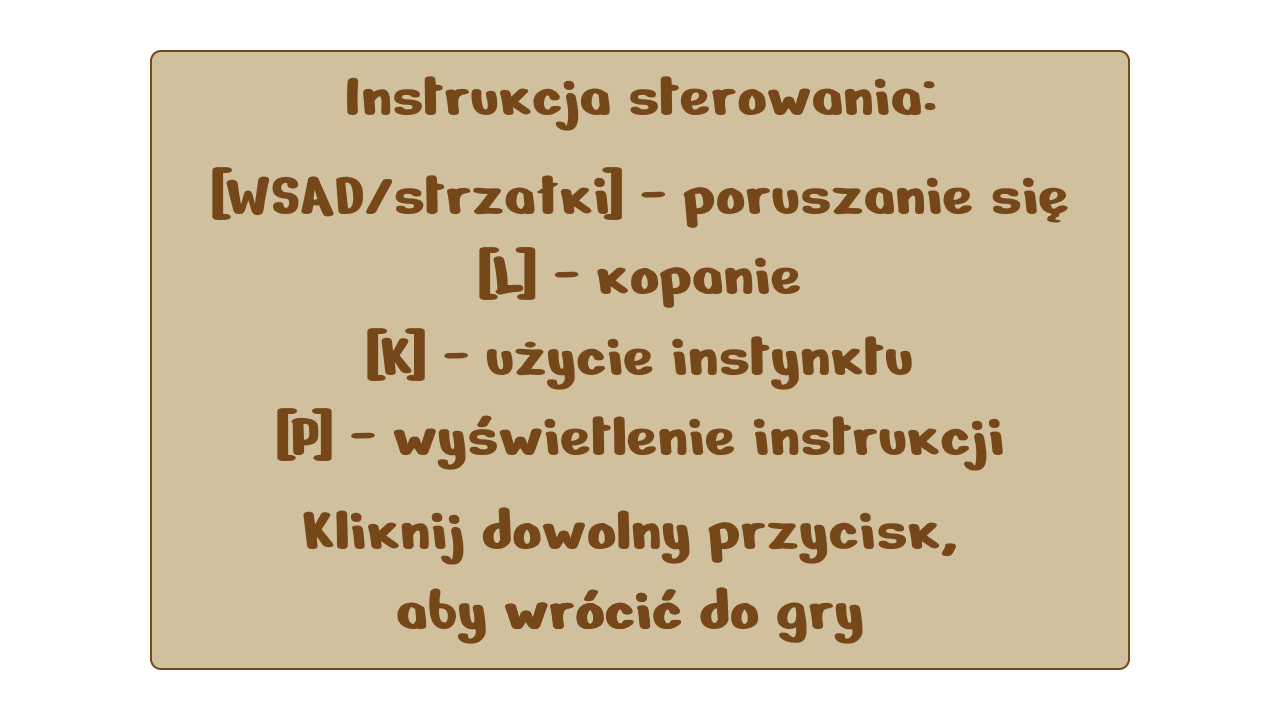 Instrukcja sterowania:
[WSAD/strzałki] - poruszanie się
[L] - kopanie
[K] - użycie instynktu
[P] - wyświetlenie instrukcji
Kliknij dowolny przycisk,
aby wrócić do gry